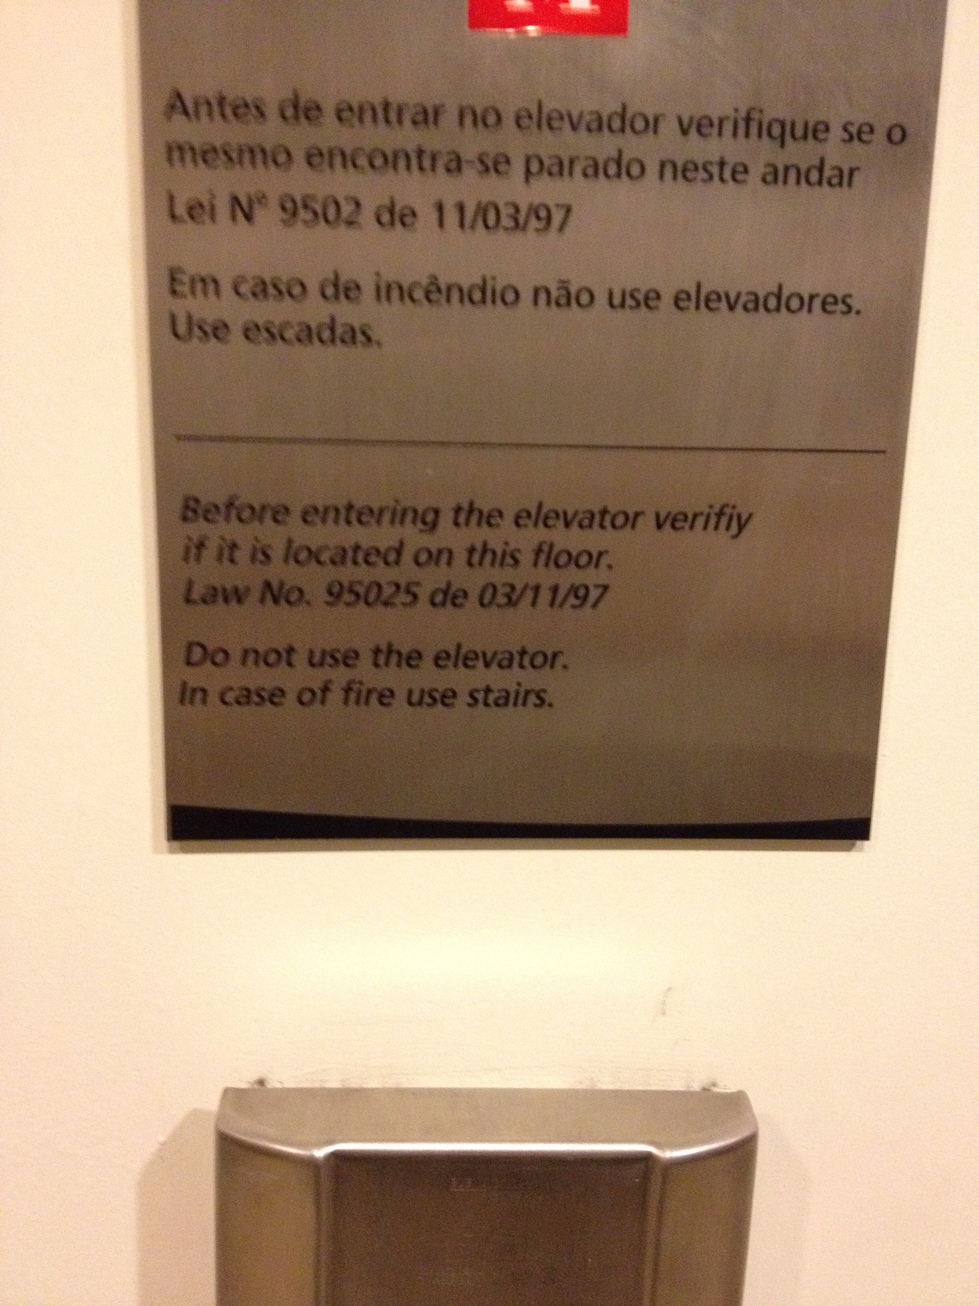 Antes de entrar no elevador verifique se o
mesmo encontra-se parado neste andar
Lei Nº 9502 de 11/03/97
Em caso de incêndio não use elevadores.
Use escadas.
Before entering the elevator verifiy
if it is located on this floor.
Law No. 95025 de 03/11/97
Do not use the elevator.
In case of fire use stairs.